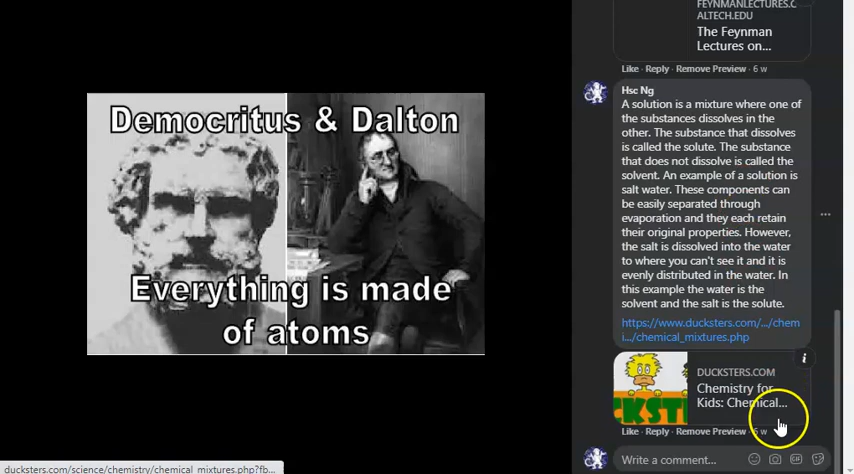 Democritus & Dalton
Everything is made
of atoms
FEYNMANLECTURES.C
ALTECH.EDU
The Feynman
Lectures on...
Like · Reply · Remove Preview · 6 w
Hsc Ng
A solution is a mixture where one of
the substances dissolves in the
other. The substance that dissolves
is called the solute. The substance
that does not dissolve is called the
solvent. An example of a solution is
salt water. These components can
be easily separated through
evaporation and they each retain
their original properties. However,
the salt is dissolved into the water
to where you can't see it and it is
evenly distributed in the water. In
this example the water is the
solvent and the salt is the solute.
https://www.ducksters.com/.../chem
i.../chemical_mixtures.php
i
CKSTE
DUCKSTERS.COM
Chemistry for
Kids: Chemical...
Like · Reply · Remove Preview · 6 w
Write a comment...
GIF
ducksters.com/science/chemistry/chemical_mixtures.php?fb...